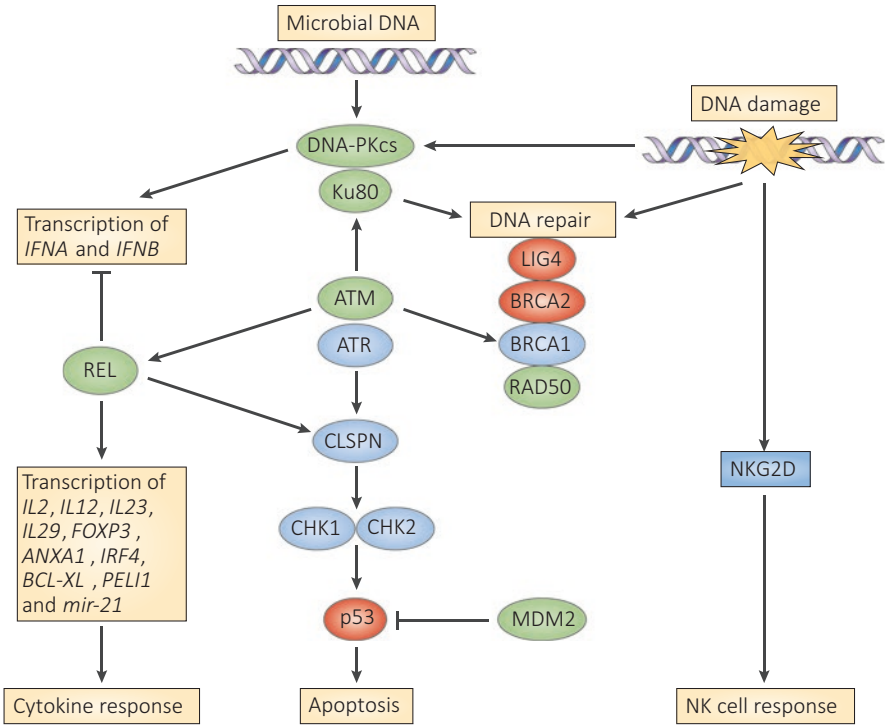 Microbial DNA
DNA damage
DNA-PKcs
Ku80
Transcription of
IFNA and IFNB
DNA repair
LIG4
BRCA2
BRCA1
RAD50
ATM
ATR
REL
CLSPN
NKG2D
Transcription of
IL2, IL12, IL23,
IL29, FOXP3 ,
ANXA1 , IRF4,
BCL-XL , PELI1
and mir-21
CHK1
CHK2
p53
MDM2
Cytokine response
Apoptosis
NK cell response